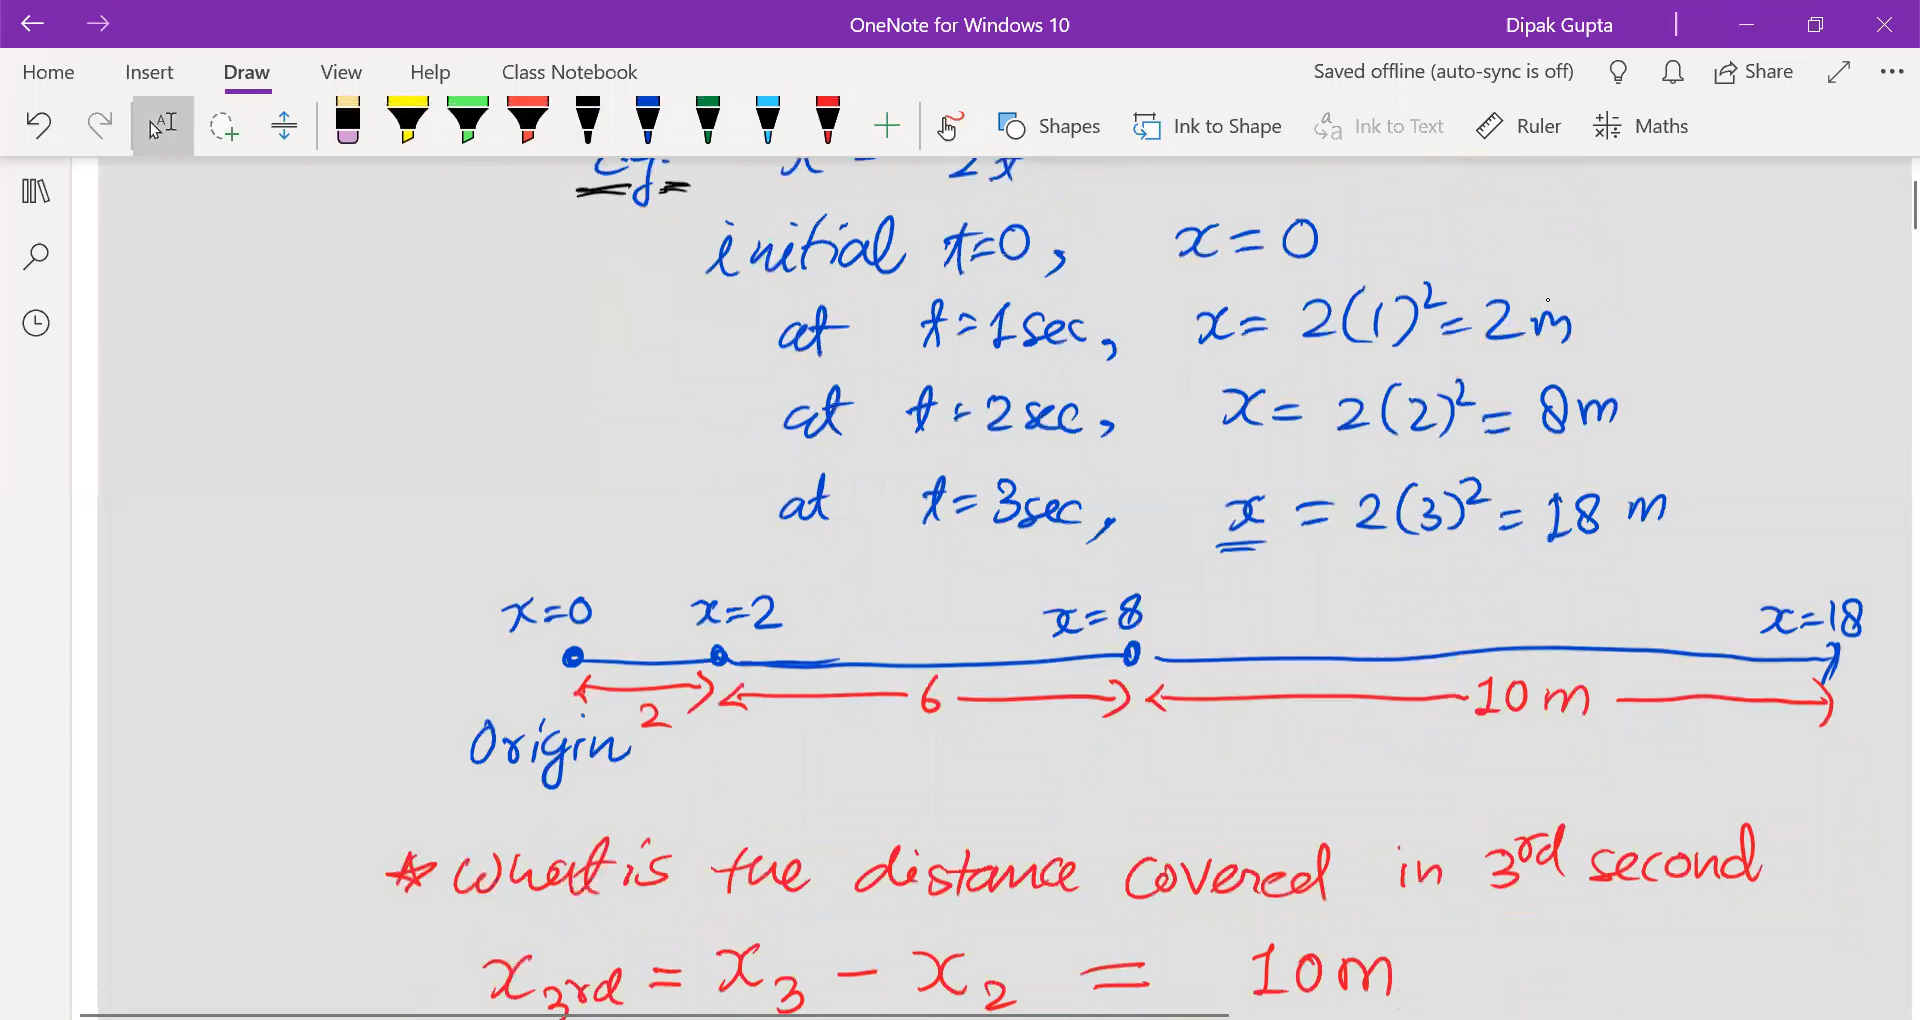 OneNote for Windows 10
Dipak Gupta
Home Insert Draw View Help Class Notebook
Saved offline (auto-sync is off) Share
Shapes Ink to Shape Ink to Text Ruler Maths
initial t=0, x=0
at t=1sec, x= 2(1)²=2m
at t=2sec, x= 2(2)²= 8m
at t=3sec, x = 2(3)²= 18 m
x=0 x=2 x=8 x=18
2 6 10 m
Origin
* What is the distance covered in 3rd second
x3rd = x3 - x2 = 10m